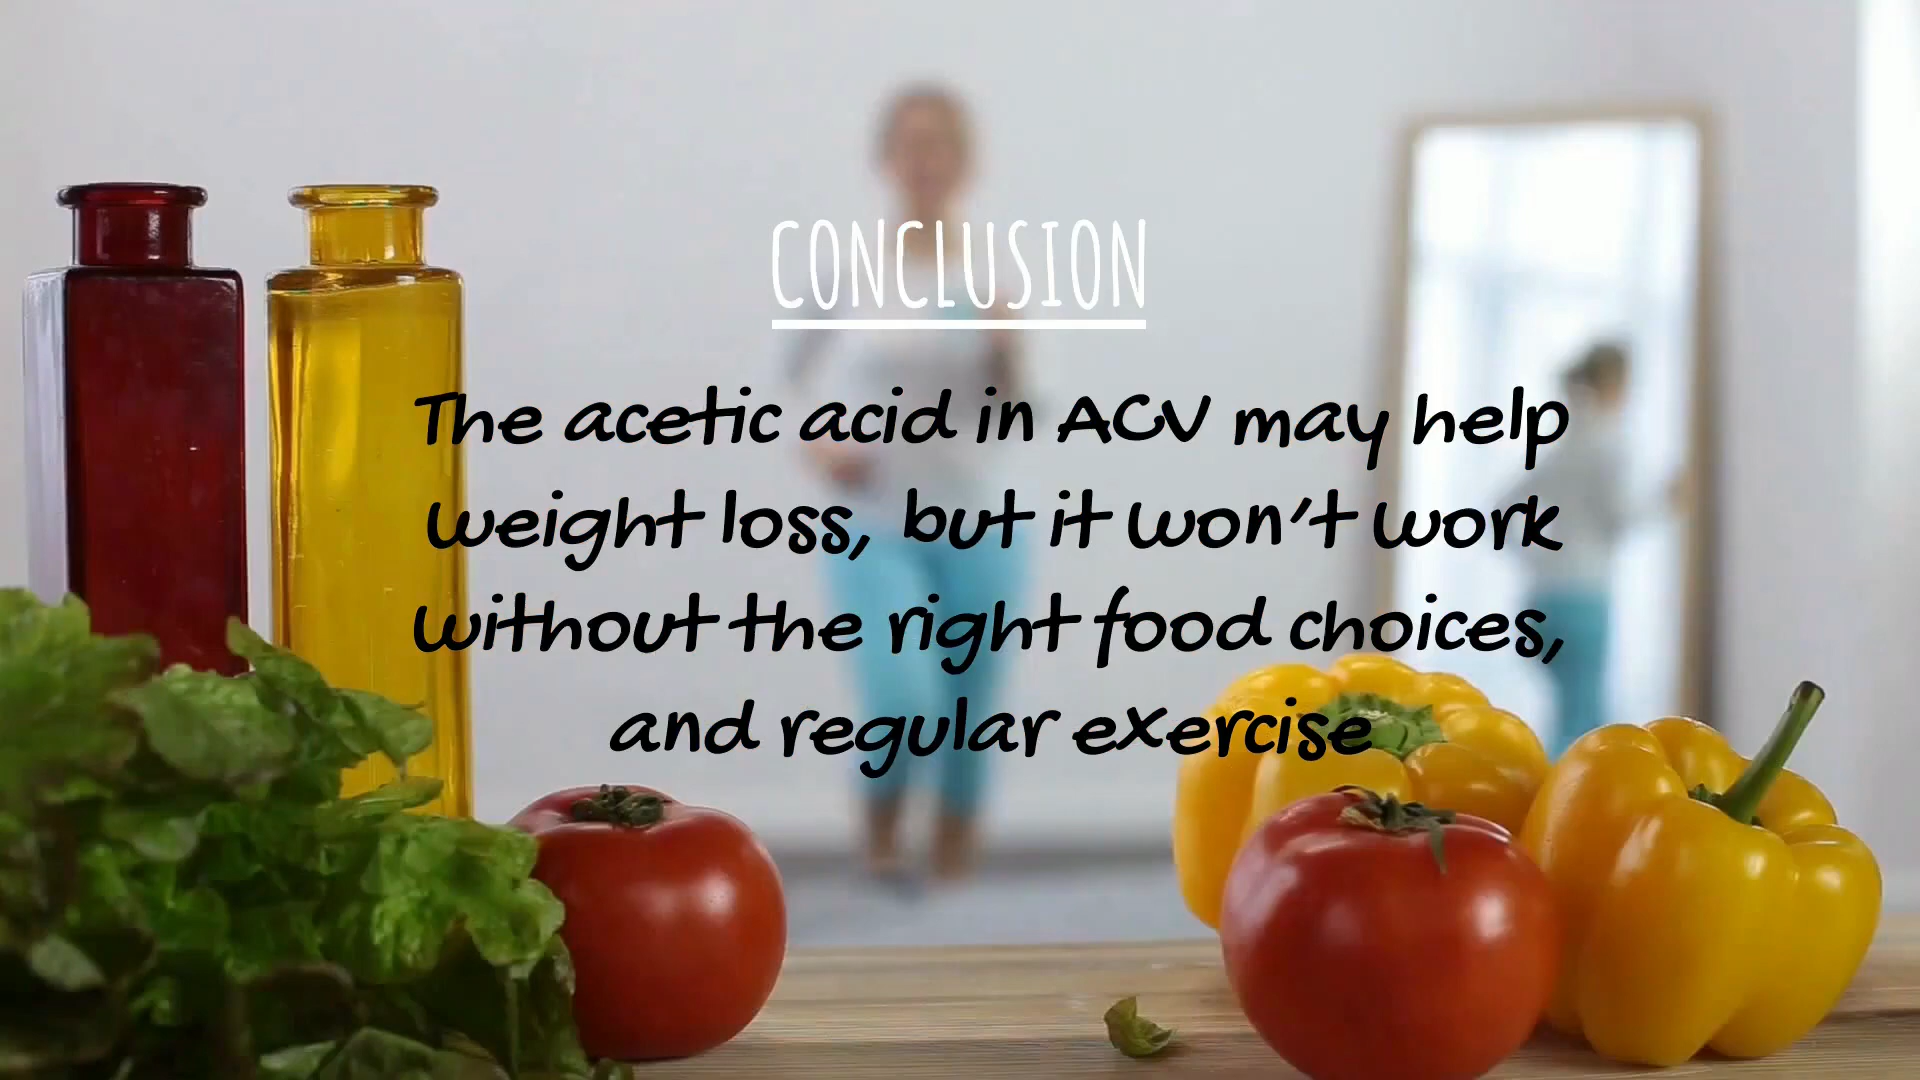 CONCLUSION
The acetic acid in ACV may help
weight loss, but it won't work
without the right food choices,
and regular exercise